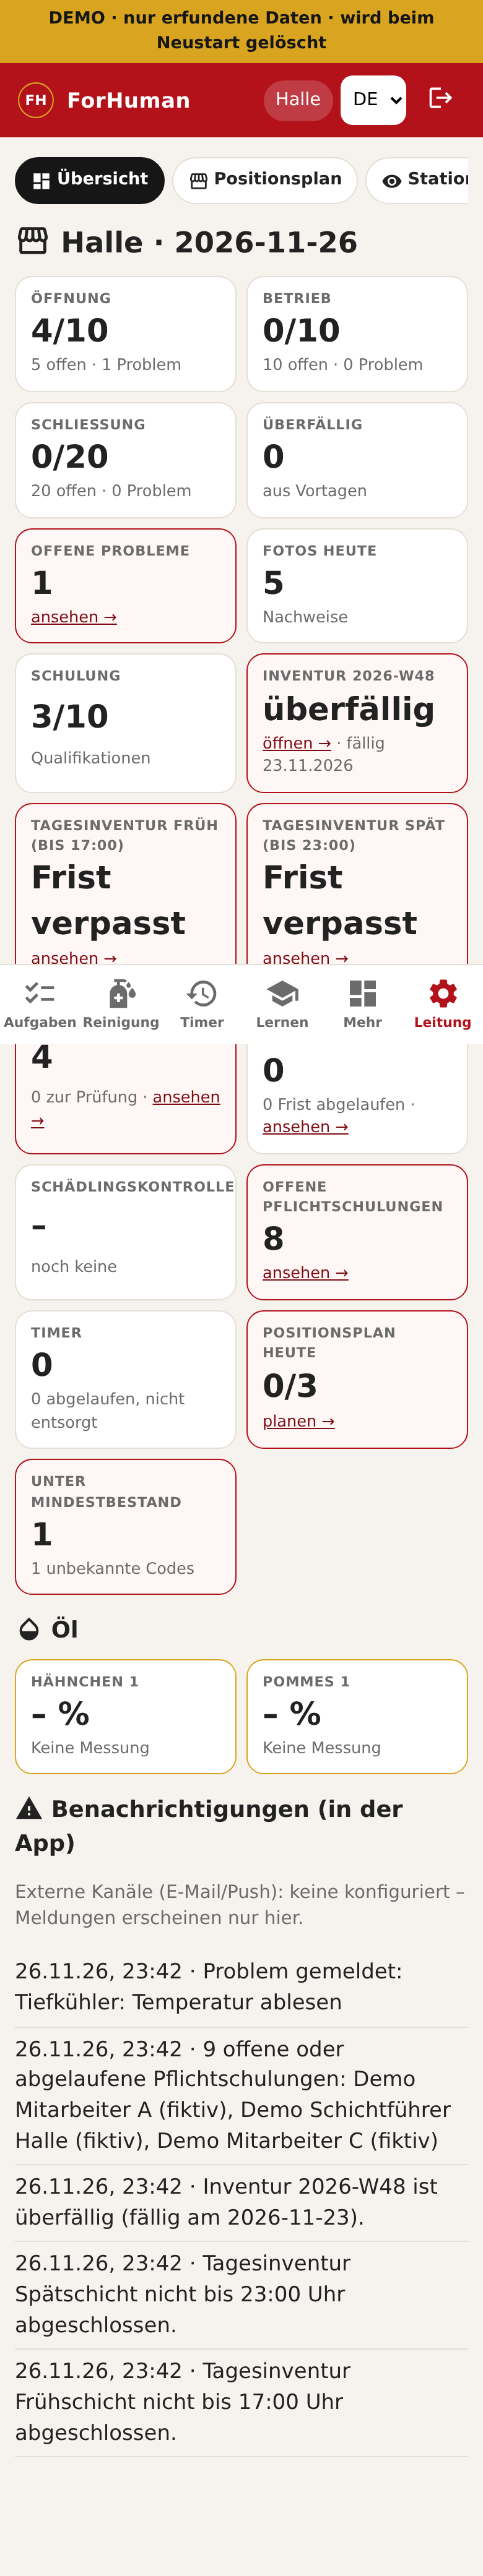 DEMO · nur erfundene Daten · wird beim
Neustart gelöscht
FH ForHuman Halle DE
Übersicht Positionsplan Station
Halle · 2026-11-26
ÖFFNUNG
4/10
5 offen · 1 Problem
BETRIEB
0/10
10 offen · 0 Problem
SCHLIESSUNG
0/20
20 offen · 0 Problem
ÜBERFÄLLIG
0
aus Vortagen
OFFENE PROBLEME
1
ansehen →
FOTOS HEUTE
5
Nachweise
SCHULUNG
3/10
Qualifikationen
INVENTUR 2026-W48
überfällig
öffnen → · fällig
23.11.2026
TAGESINVENTUR FRÜH
(BIS 17:00)
Frist
verpasst
ansehen →
TAGESINVENTUR SPÄT
(BIS 23:00)
Frist
verpasst
ansehen →
Aufgaben Reinigung Timer Lernen Mehr Leitung
4
0 zur Prüfung · ansehen
→
0
0 Frist abgelaufen ·
ansehen →
SCHÄDLINGSKONTROLLE
–
noch keine
OFFENE
PFLICHTSCHULUNGEN
8
ansehen →
TIMER
0
0 abgelaufen, nicht
entsorgt
POSITIONSPLAN
HEUTE
0/3
planen →
UNTER
MINDESTBESTAND
1
1 unbekannte Codes
Öl
HÄHNCHEN 1
– %
Keine Messung
POMMES 1
– %
Keine Messung
Benachrichtigungen (in der
App)
Externe Kanäle (E-Mail/Push): keine konfiguriert –
Meldungen erscheinen nur hier.
26.11.26, 23:42 · Problem gemeldet:
Tiefkühler: Temperatur ablesen
26.11.26, 23:42 · 9 offene oder
abgelaufene Pflichtschulungen: Demo
Mitarbeiter A (fiktiv), Demo Schichtführer
Halle (fiktiv), Demo Mitarbeiter C (fiktiv)
26.11.26, 23:42 · Inventur 2026-W48 ist
überfällig (fällig am 2026-11-23).
26.11.26, 23:42 · Tagesinventur
Spätschicht nicht bis 23:00 Uhr
abgeschlossen.
26.11.26, 23:42 · Tagesinventur
Frühschicht nicht bis 17:00 Uhr
abgeschlossen.